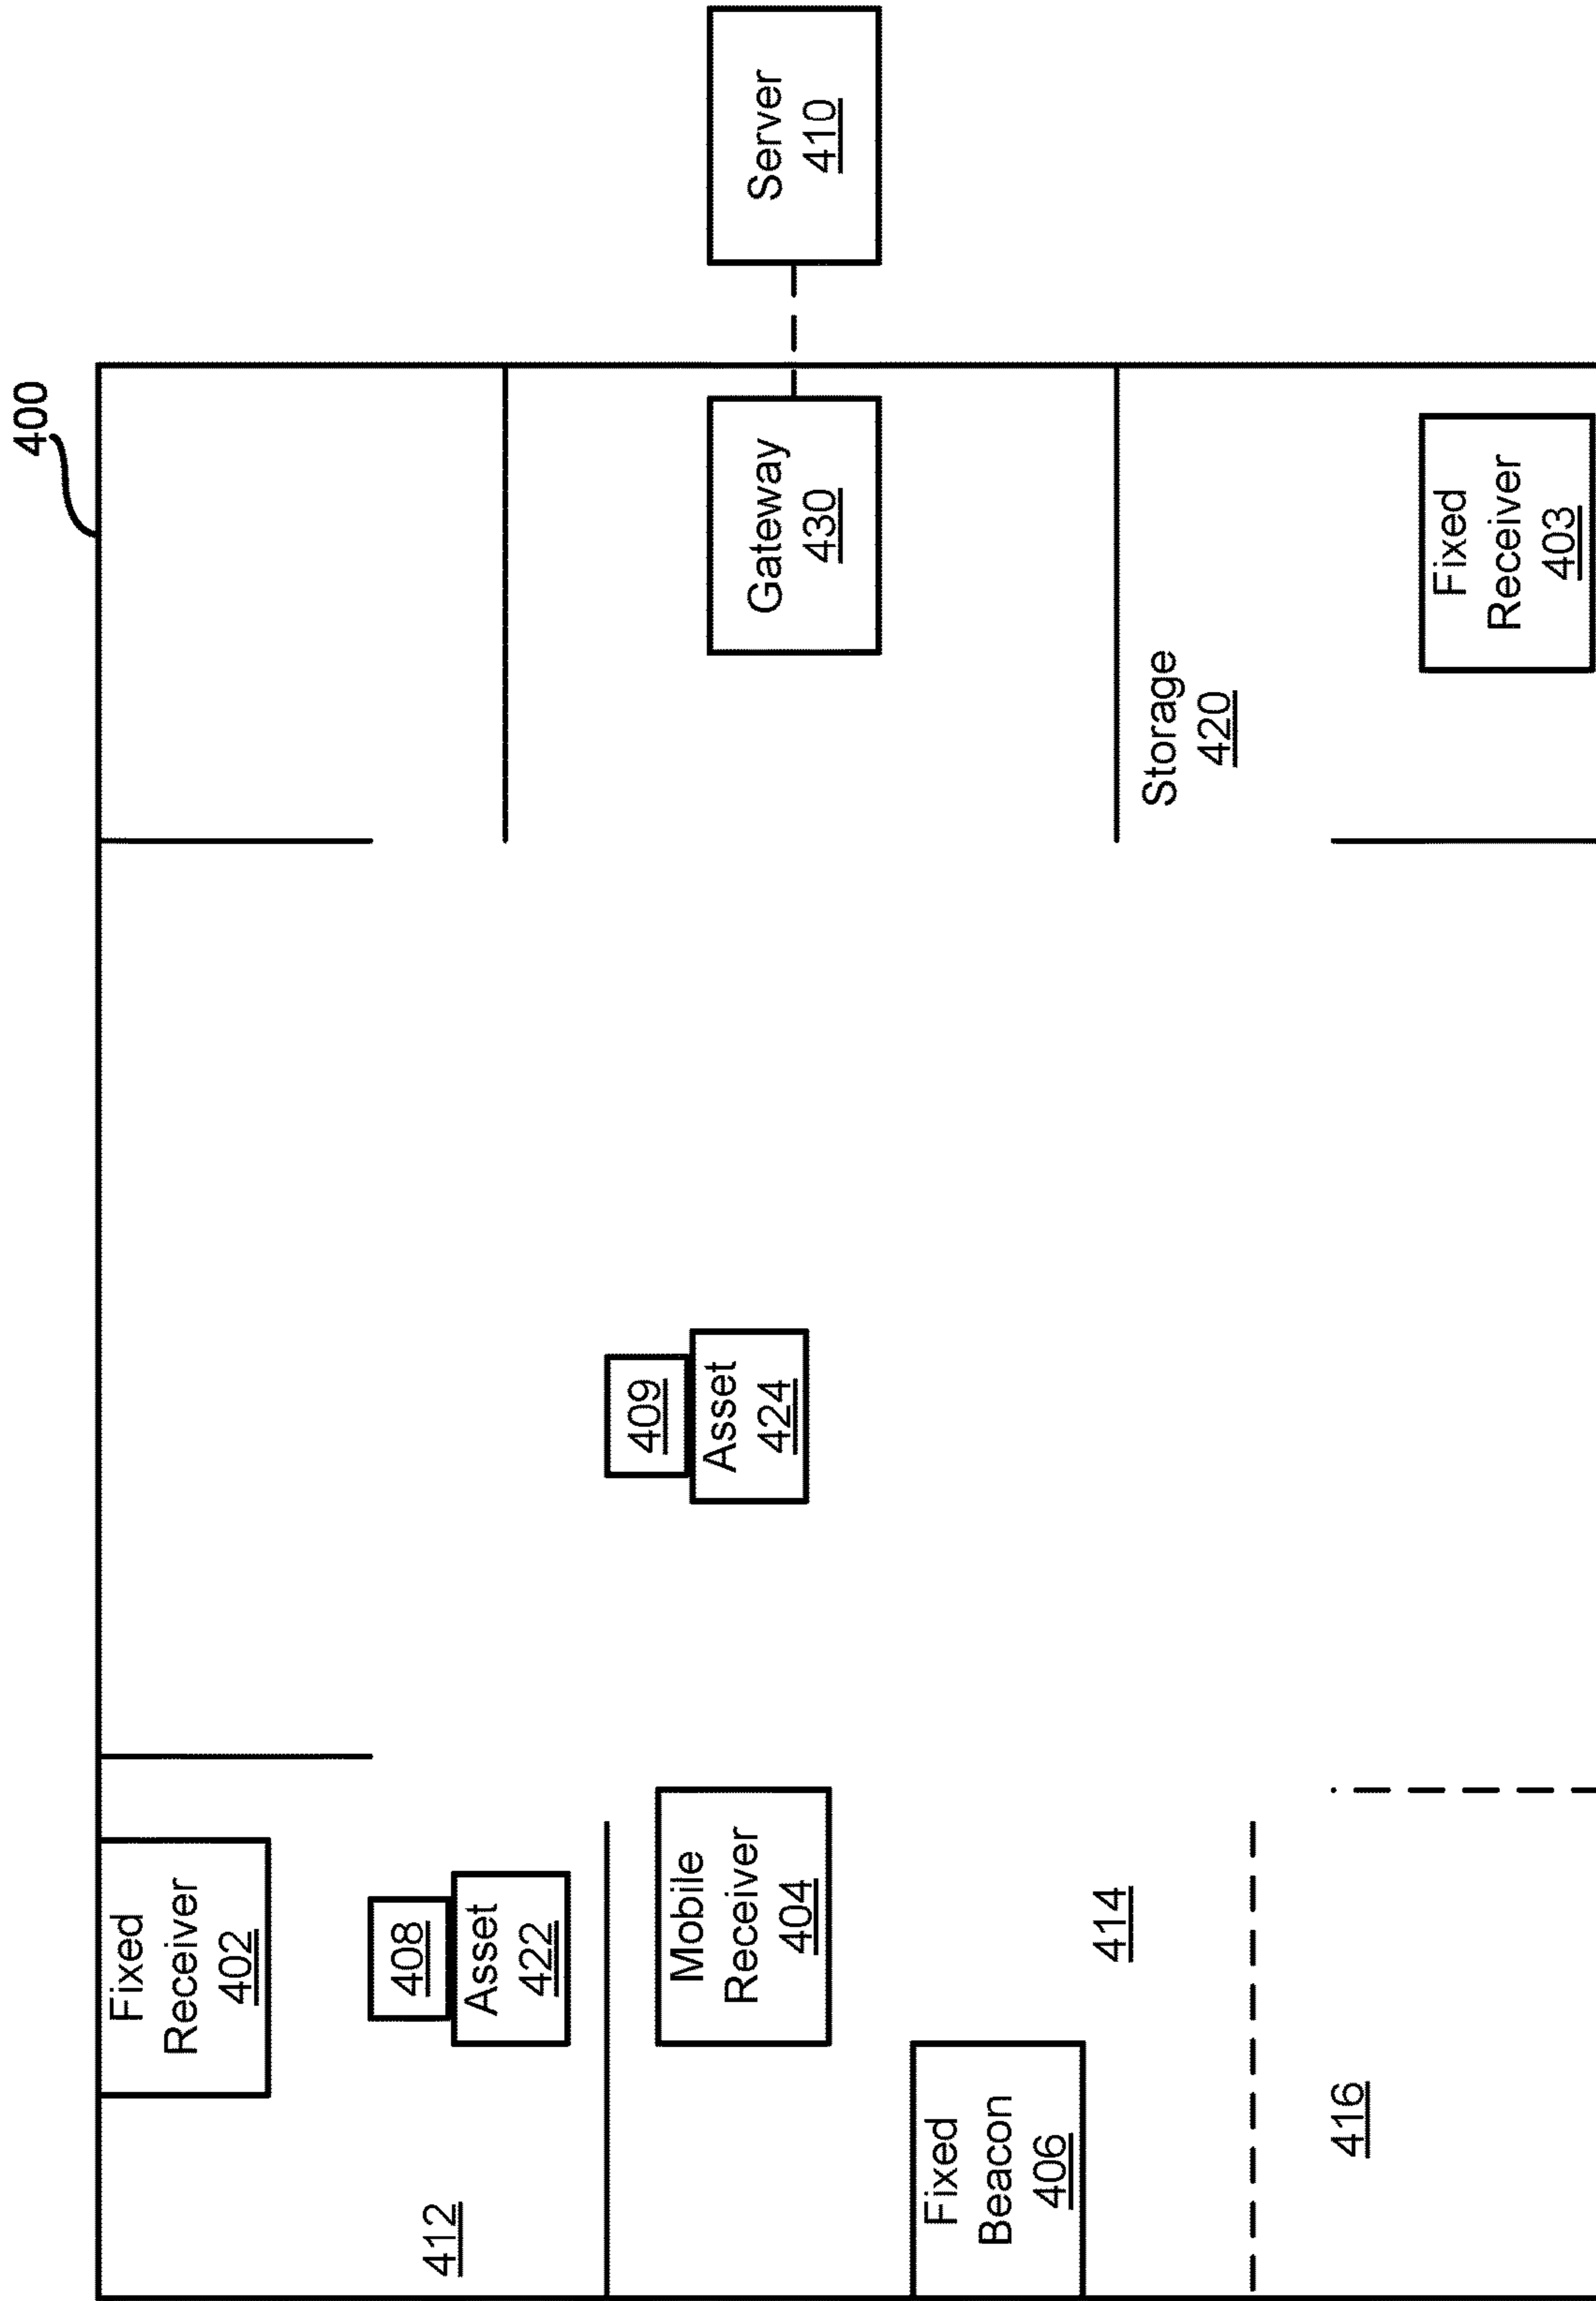 400
Server
410
Gateway
430
Fixed
Receiver
403
Storage
420
409
Asset
424
Fixed
Receiver
402
408
Asset
422
Mobile
Receiver
404
414
Fixed
Beacon
406
412
416